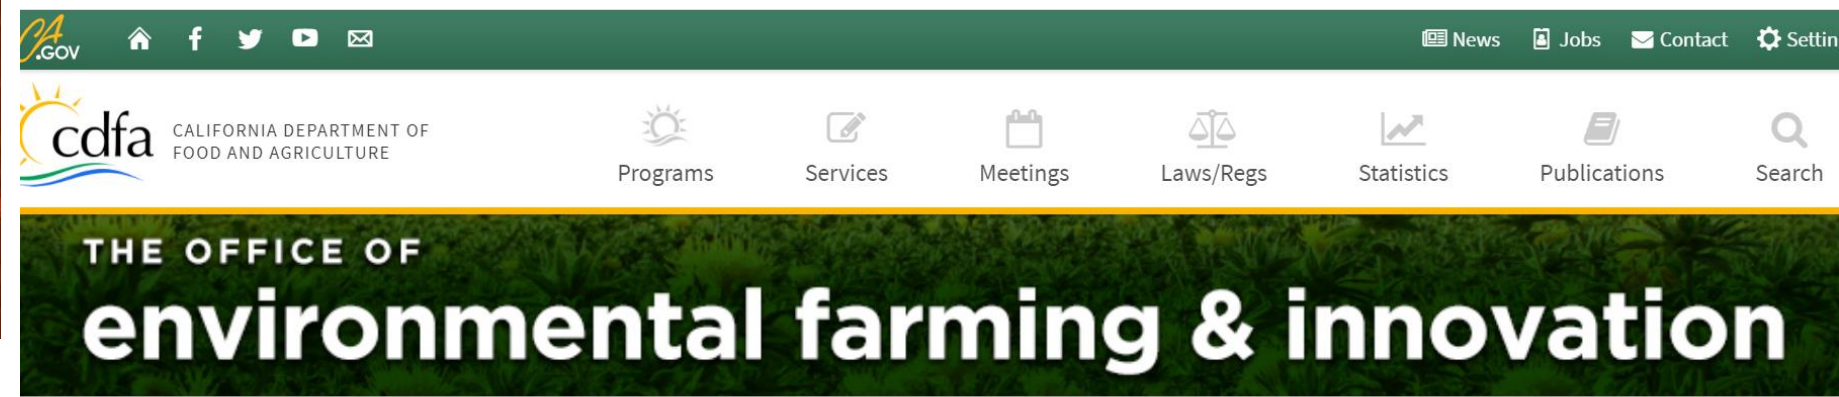 CA
.GOV
News Jobs Contact Settin
cdfa
CALIFORNIA DEPARTMENT OF
FOOD AND AGRICULTURE
Programs Services Meetings Laws/Regs Statistics Publications Search
THE OFFICE OF
environmental farming & innovation